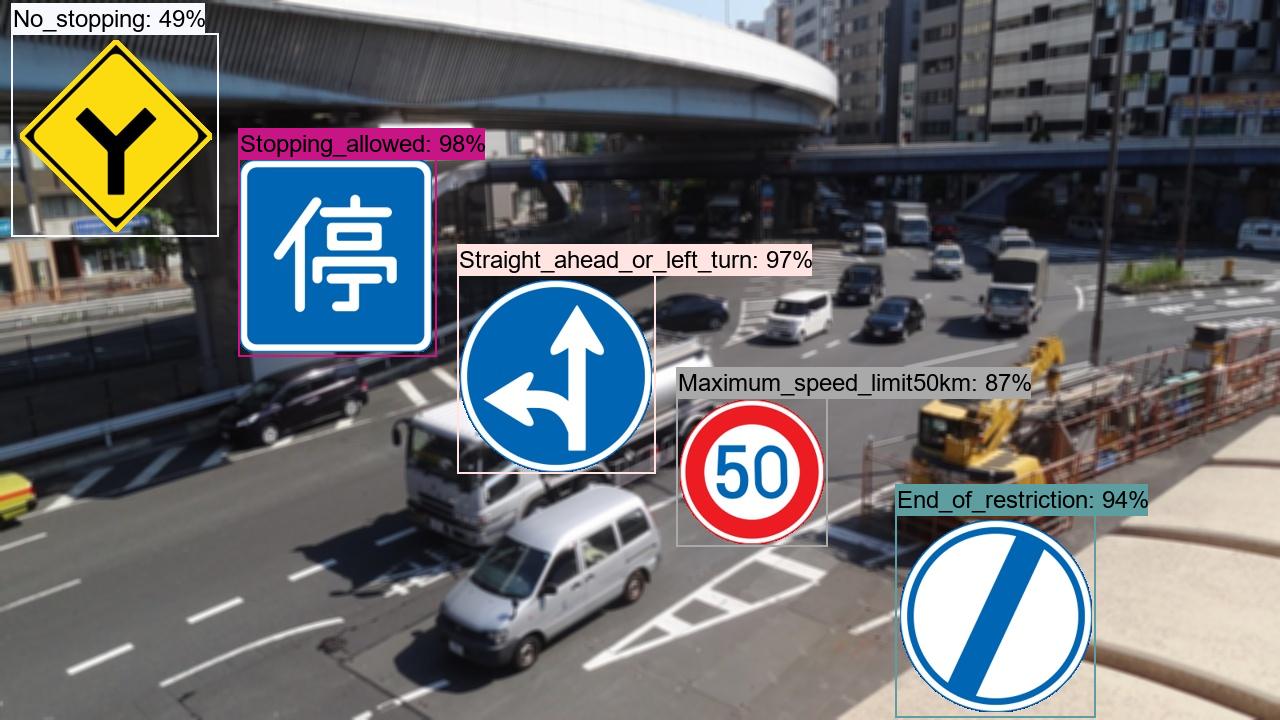 No_stopping: 49%
Stopping_allowed: 98%
停
Straight_ahead_or_left_turn: 97%
Maximum_speed_limit50km: 87%
50
End_of_restriction: 94%